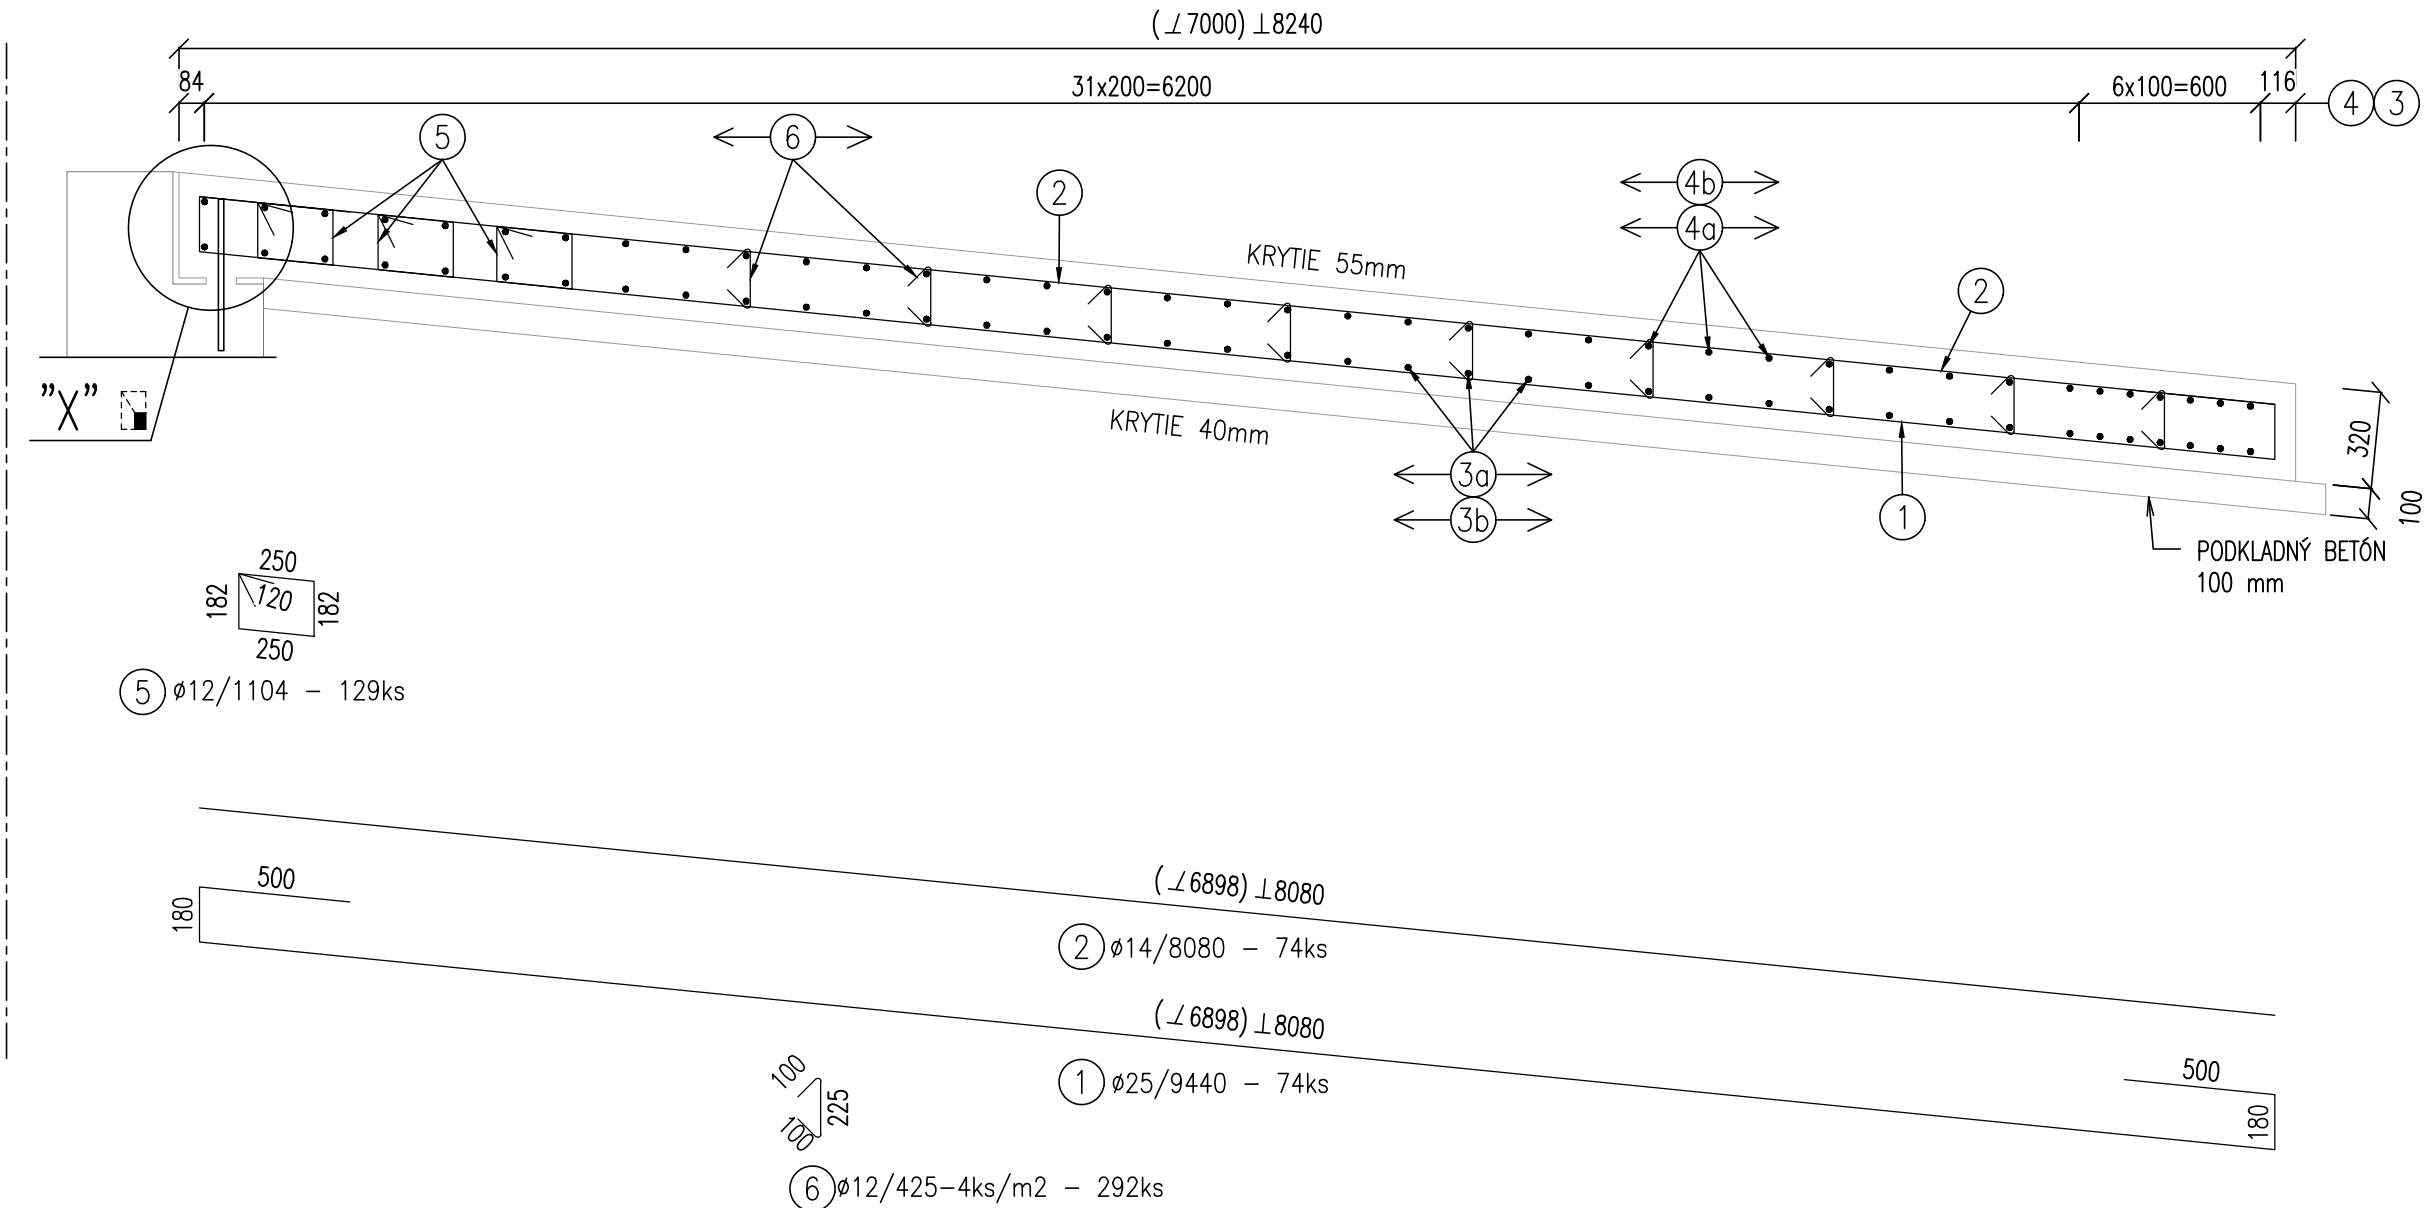 (⊥7000) ⊥8240
84
31x200=6200
6x100=600
116
4
3
5
6
2
4b
4a
KRYTIE 55mm
2
"X"
KRYTIE 40mm
320
3a
3b
1
100
PODKLADNÝ BETÓN
100 mm
250
182
120
182
250
5 ø12/1104 - 129ks
500
180
(⊥6898) ⊥8080
2 ø14/8080 - 74ks
(⊥6898) ⊥8080
1 ø25/9440 - 74ks
500
180
100
225
100
6 ø12/425-4ks/m2 - 292ks